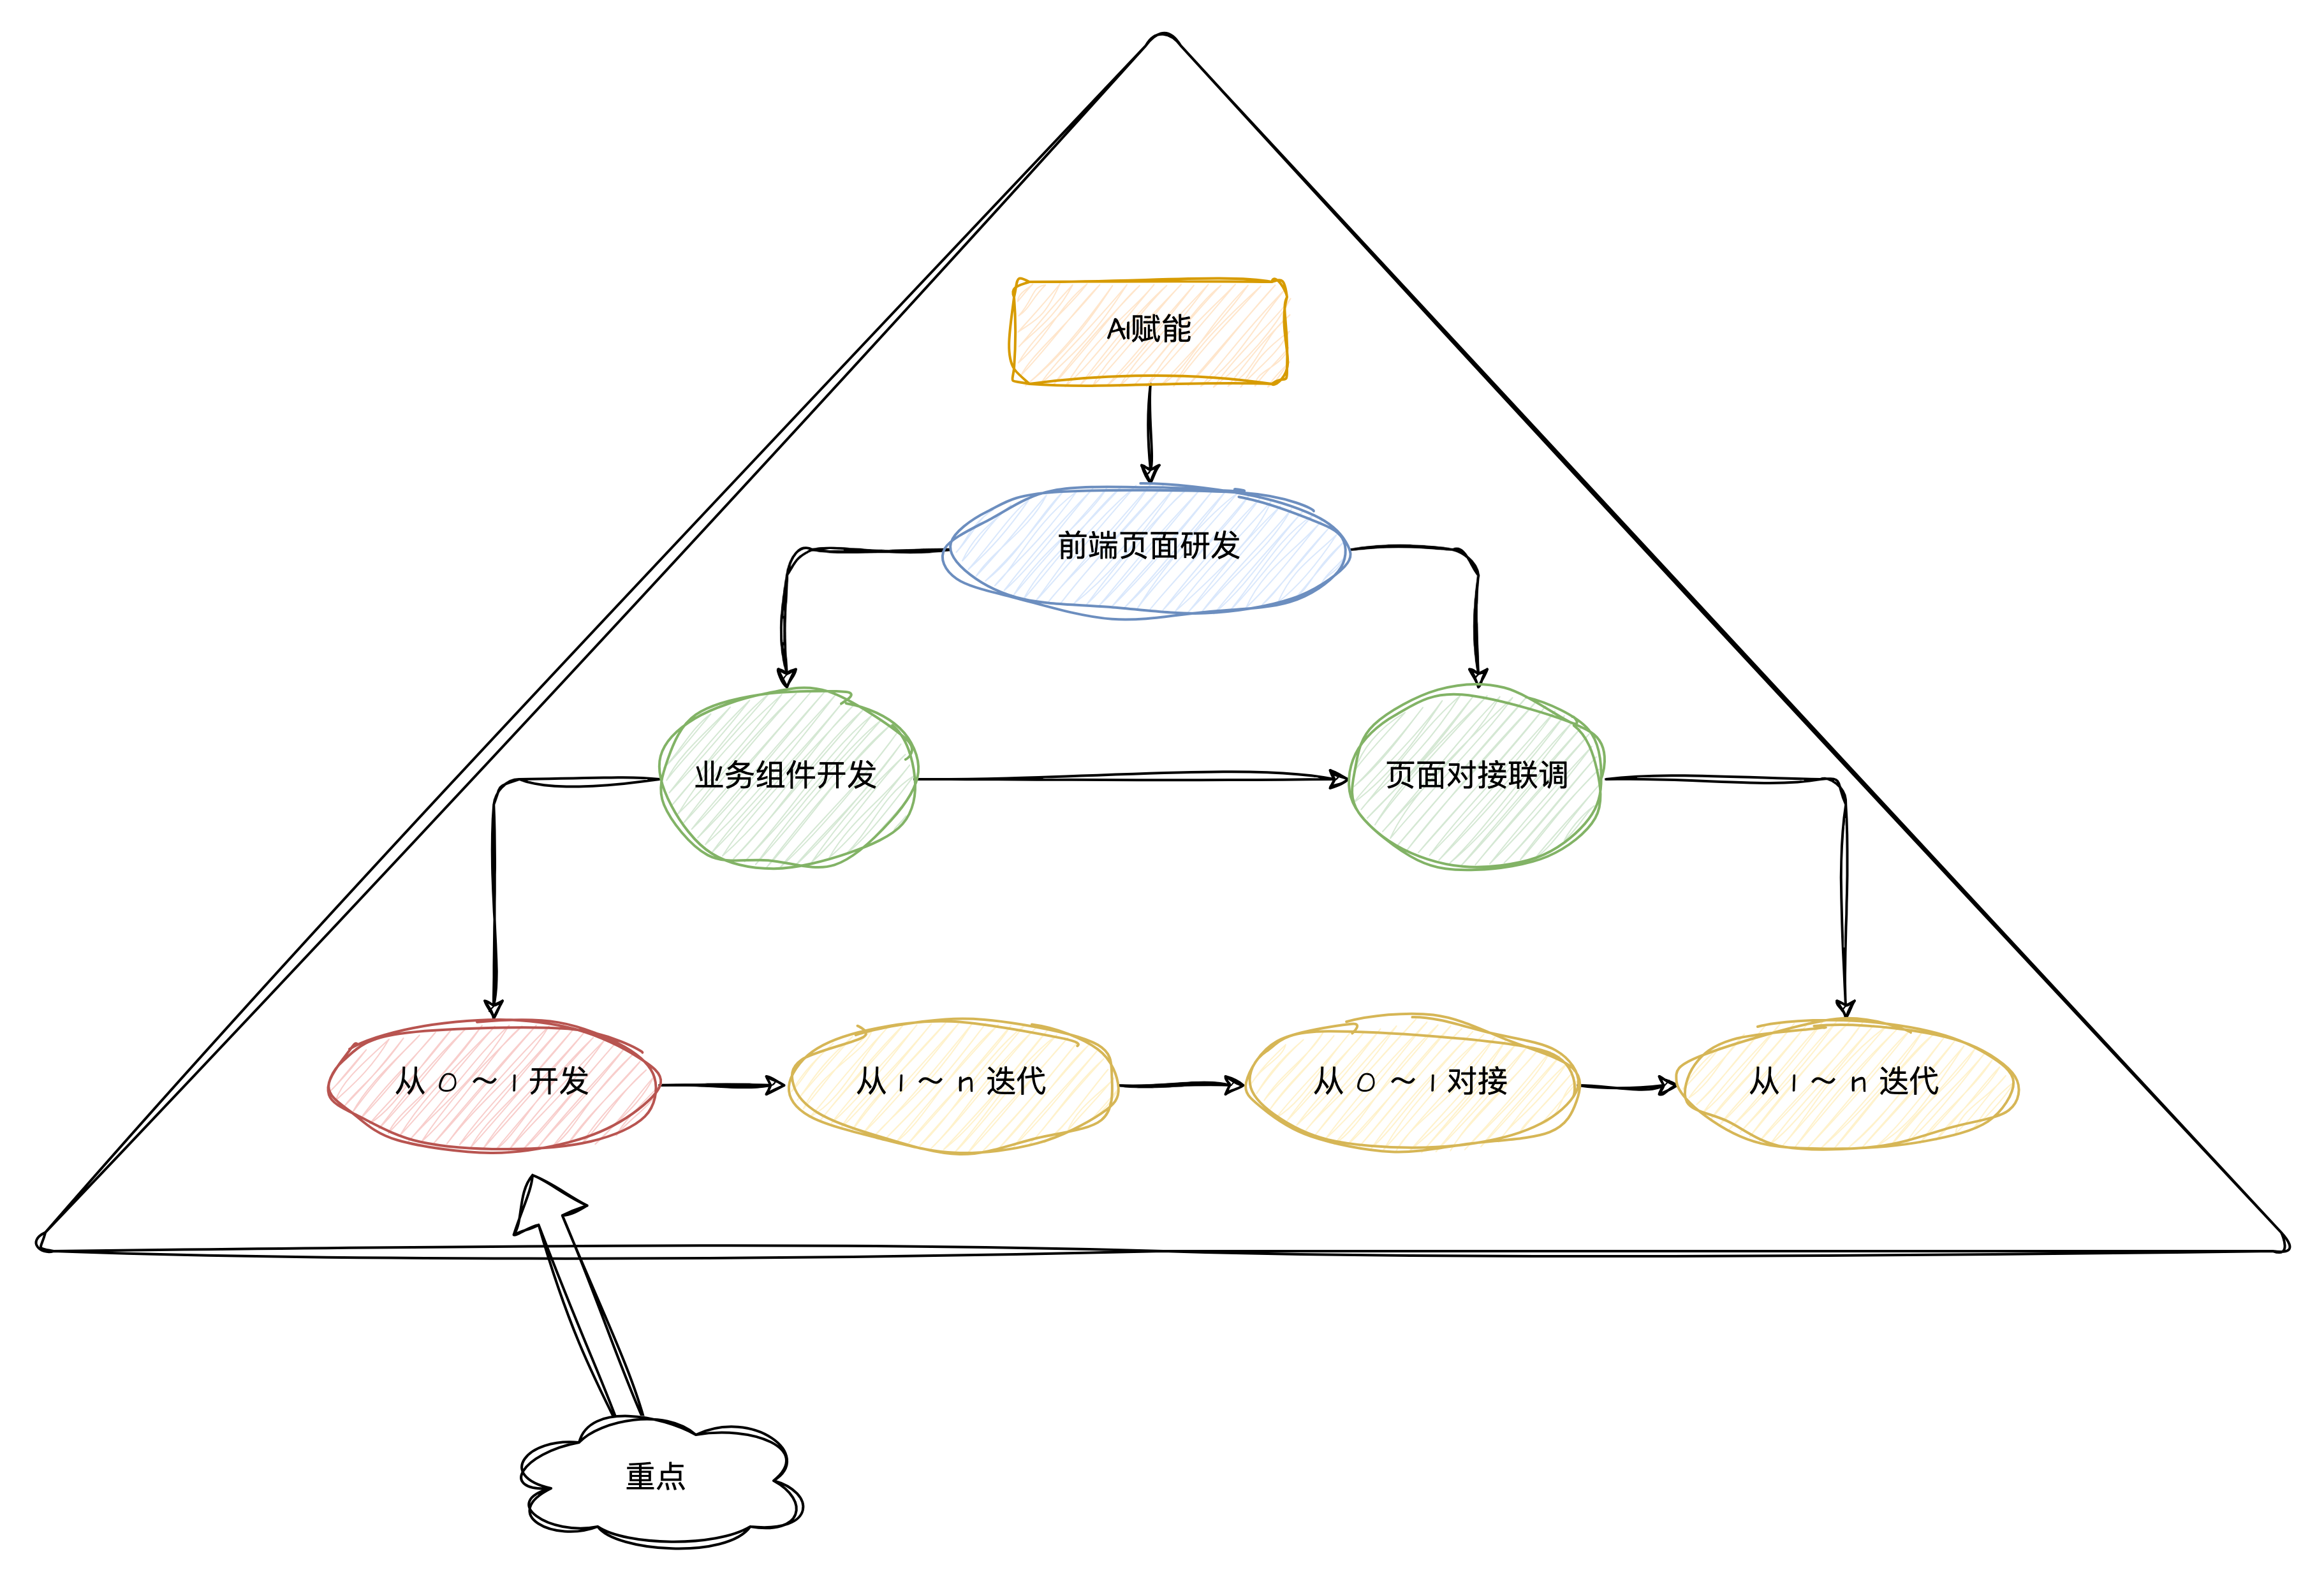 AI赋能
前端页面研发
业务组件开发
页面对接联调
从 0 ～ 1 开发
从 1 ～ n 迭代
从 0 ～ 1 对接
从 1 ～ n 迭代
重点